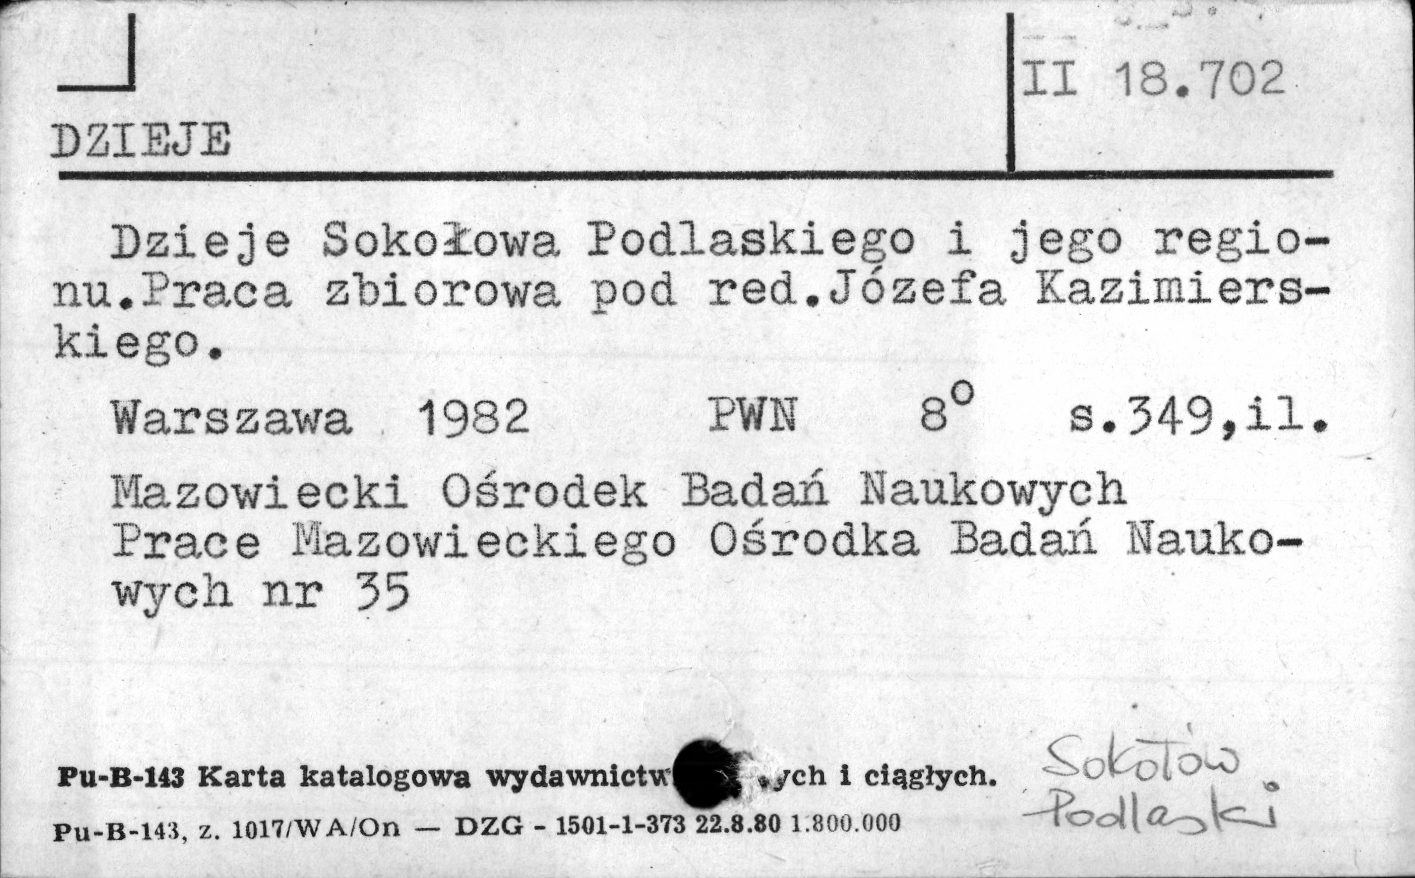 II 18.702
DZIEJE
Dzieje Sokołowa Podlaskiego i jego regio-
nu.Praca zbiorowa pod red.Józefa Kazimiers-
kiego.
Warszawa 1982 PWN 8° s.349,il.
Mazowiecki Ośrodek Badań Naukowych
Prace Mazowieckiego Ośrodka Badań Nauko-
wych nr 35
Pu-B-143 Karta katalogowa wydawnictw i ciągłych.
Pu-B-143, z. 1017/WA/On — DZG - 1501-1-373 22.8.80 1.800.000
Sokołów
Podlaski